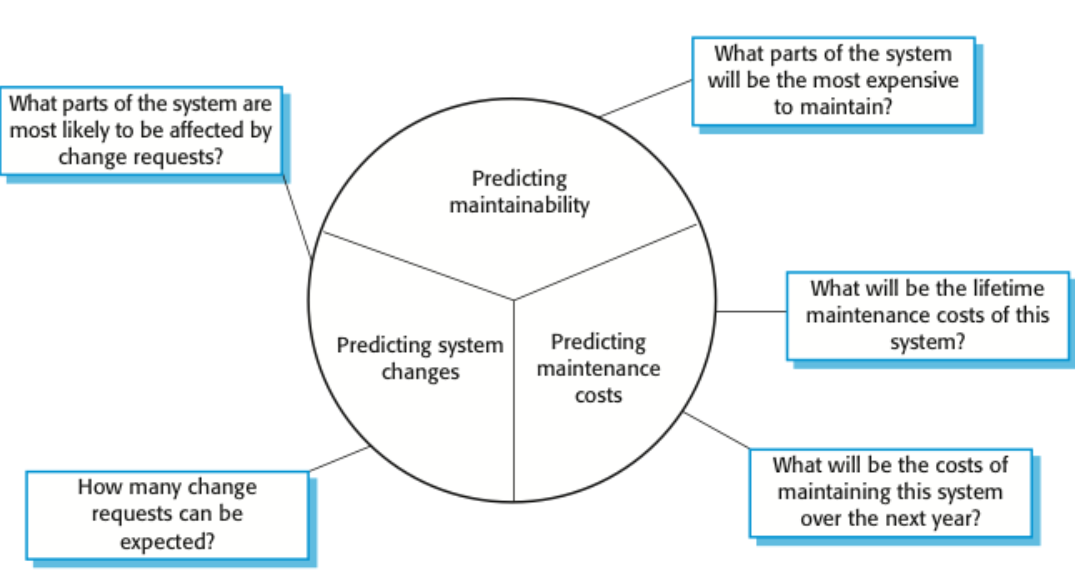 What parts of the system
will be the most expensive
to maintain?
What parts of the system are
most likely to be affected by
change requests?
Predicting
maintainability
What will be the lifetime
maintenance costs of this
system?
Predicting system
changes
Predicting
maintenance
costs
What will be the costs of
maintaining this system
over the next year?
How many change
requests can be
expected?